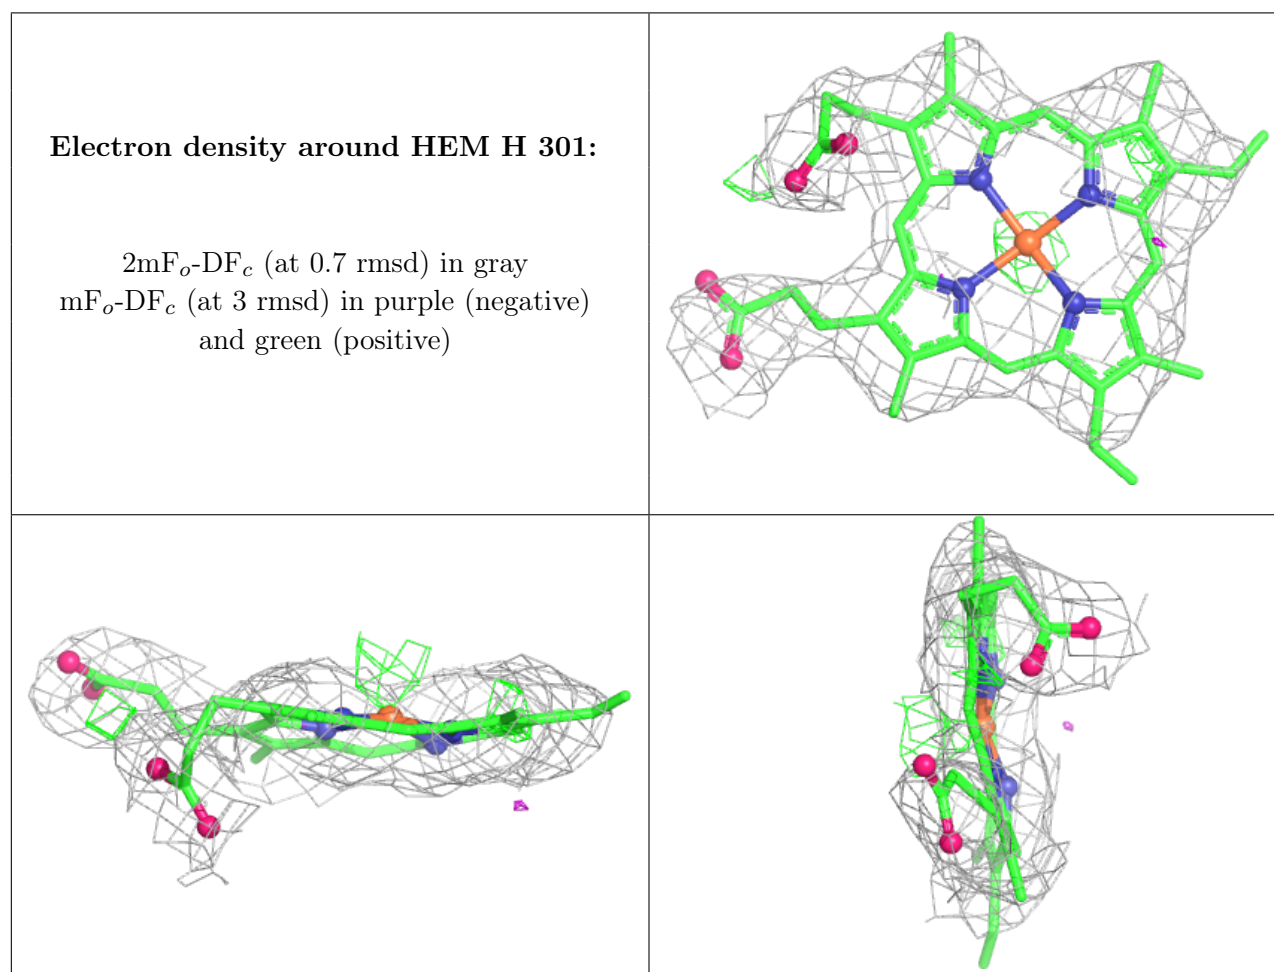 Electron density around HEM H 301:
2mFo-DFc (at 0.7 rmsd) in gray
mFo-DFc (at 3 rmsd) in purple (negative)
and green (positive)